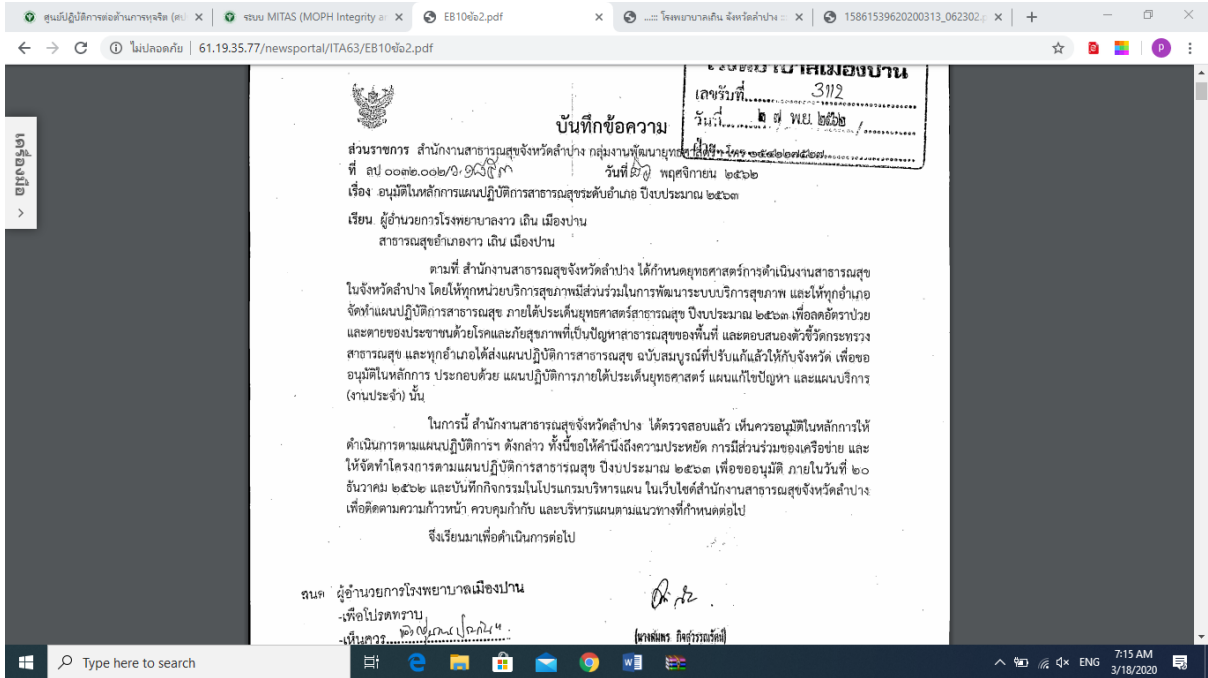 ศูนย์ปฏิบัติการต่อต้านการทุจริต (ศป
ระบบ MITAS (MOPH Integrity ar
EB10ข้อ2.pdf
...::: โรงพยาบาลเถิน จังหวัดลำปาง ::
15861539620200313_062302.p
ไม่ปลอดภัย | 61.19.35.77/newsportal/ITA63/EB10ข้อ2.pdf
P
เครื่องมือ
โรงพยาบาลเมืองปาน
เลขรับที่ 3112
วันที่ ๒๗ พ.ย. ๒๕๖๒
บันทึกข้อความ
ส่วนราชการ สำนักงานสาธารณสุขจังหวัดลำปาง กลุ่มงานพัฒนายุทธศาสตร์ฯ โทร ๐๕๔๒๒๗๕๒๗
ที่ ลป ๐๐๓๒.๐๐๒/ วันที่ พฤศจิกายน ๒๕๖๒
เรื่อง อนุมัติในหลักการแผนปฏิบัติการสาธารณสุขระดับอำเภอ ปีงบประมาณ ๒๕๖๓
เรียน ผู้อำนวยการโรงพยาบาลงาว เถิน เมืองปาน
สาธารณสุขอำเภองาว เถิน เมืองปาน
ตามที่ สำนักงานสาธารณสุขจังหวัดลำปาง ได้กำหนดยุทธศาสตร์การดำเนินงานสาธารณสุข
ในจังหวัดลำปาง โดยให้ทุกหน่วยบริการสุขภาพมีส่วนร่วมในการพัฒนาระบบบริการสุขภาพ และให้ทุกอำเภอ
จัดทำแผนปฏิบัติการสาธารณสุข ภายใต้ประเด็นยุทธศาสตร์สาธารณสุข ปีงบประมาณ ๒๕๖๓ เพื่อลดอัตราป่วย
และตายของประชาชนด้วยโรคและภัยสุขภาพที่เป็นปัญหาสาธารณสุขของพื้นที่ และตอบสนองตัวชี้วัดกระทรวง
สาธารณสุข และทุกอำเภอได้ส่งแผนปฏิบัติการสาธารณสุข ฉบับสมบูรณ์ที่ปรับแก้แล้วให้กับจังหวัด เพื่อขอ
อนุมัติในหลักการ ประกอบด้วย แผนปฏิบัติการภายใต้ประเด็นยุทธศาสตร์ แผนแก้ไขปัญหา และแผนบริการ
(งานประจำ) นั้น
ในการนี้ สำนักงานสาธารณสุขจังหวัดลำปาง ได้ตรวจสอบแล้ว เห็นควรอนุมัติในหลักการให้
ดำเนินการตามแผนปฏิบัติการฯ ดังกล่าว ทั้งนี้ขอให้คำนึงถึงความประหยัด การมีส่วนร่วมของเครือข่าย และ
ให้จัดทำโครงการตามแผนปฏิบัติการสาธารณสุข ปีงบประมาณ ๒๕๖๓ เพื่อขออนุมัติ ภายในวันที่ ๒๐
ธันวาคม ๒๕๖๒ และบันทึกกิจกรรมในโปรแกรมบริหารแผน ในเว็บไซต์สำนักงานสาธารณสุขจังหวัดลำปาง
เพื่อติดตามความก้าวหน้า ควบคุมกำกับ และบริหารแผนตามแนวทางที่กำหนดต่อไป
จึงเรียนมาเพื่อดำเนินการต่อไป
เรียน ผู้อำนวยการโรงพยาบาลเมืองปาน
-เพื่อโปรดทราบ
-เห็นควร
Type here to search
ENG
7:15 AM
3/18/2020